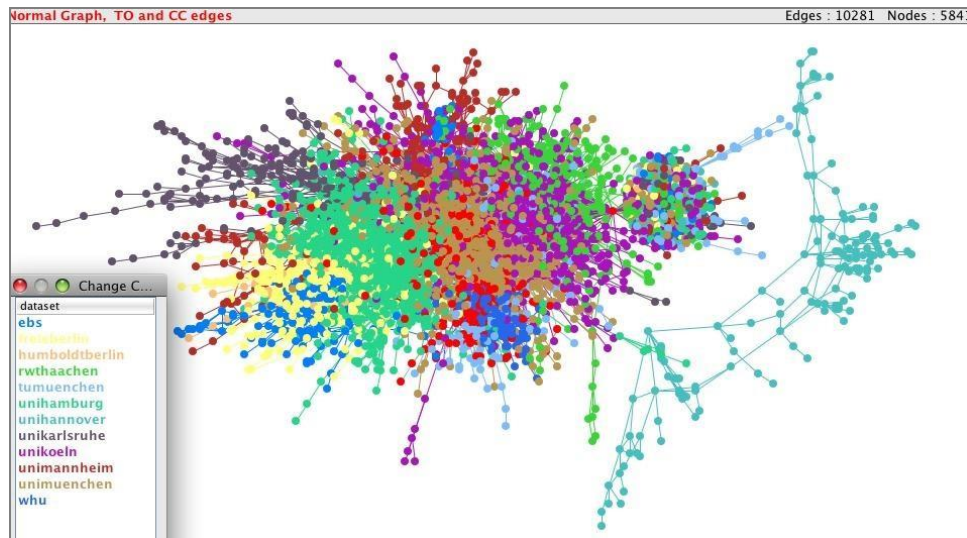 Normal Graph, TO and CC edges
Edges : 10281 Nodes : 5841
Change C...
dataset
ebs
freieberlin
humboldtberlin
rwthaachen
tumuenchen
unihamburg
unihannover
unikarlsruhe
unikoeln
unimannheim
unimuenchen
whu